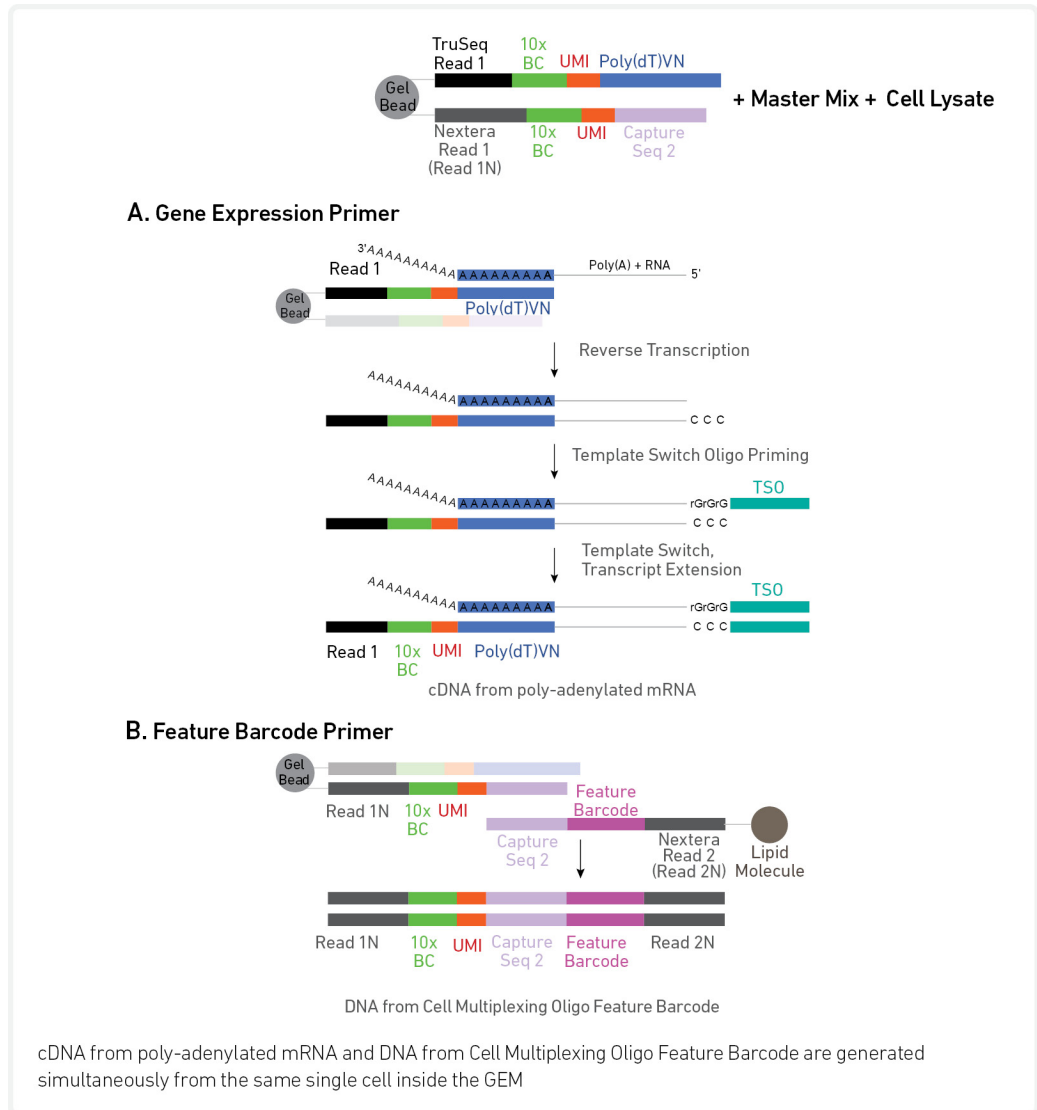 TruSeq
Read 1
10x
BC
UMI
Poly(dT)VN
Gel
Bead
+ Master Mix + Cell Lysate
Nextera
Read 1
(Read 1N)
10x
BC
UMI
Capture
Seq 2
A. Gene Expression Primer
3'AAAAAAAAAA
Read 1
AAAAAAAAA
Poly(A) + RNA
5'
Gel
Bead
Poly(dT)VN
Reverse Transcription
AAAAAAAAAA
AAAAAAAAA
C C C
Template Switch Oligo Priming
AAAAAAAAAA
AAAAAAAAA
rGrGrG
TSO
C C C
Template Switch,
Transcript Extension
AAAAAAAAAA
AAAAAAAAA
rGrGrG
TSO
C C C
Read 1
10x
BC
UMI
Poly(dT)VN
cDNA from poly-adenylated mRNA
B. Feature Barcode Primer
Gel
Bead
Read 1N
10x
BC
UMI
Feature
Barcode
Capture
Seq 2
Nextera
Read 2
(Read 2N)
Lipid
Molecule
Read 1N
10x
BC
UMI
Capture
Seq 2
Feature
Barcode
Read 2N
DNA from Cell Multiplexing Oligo Feature Barcode
cDNA from poly-adenylated mRNA and DNA from Cell Multiplexing Oligo Feature Barcode are generated
simultaneously from the same single cell inside the GEM